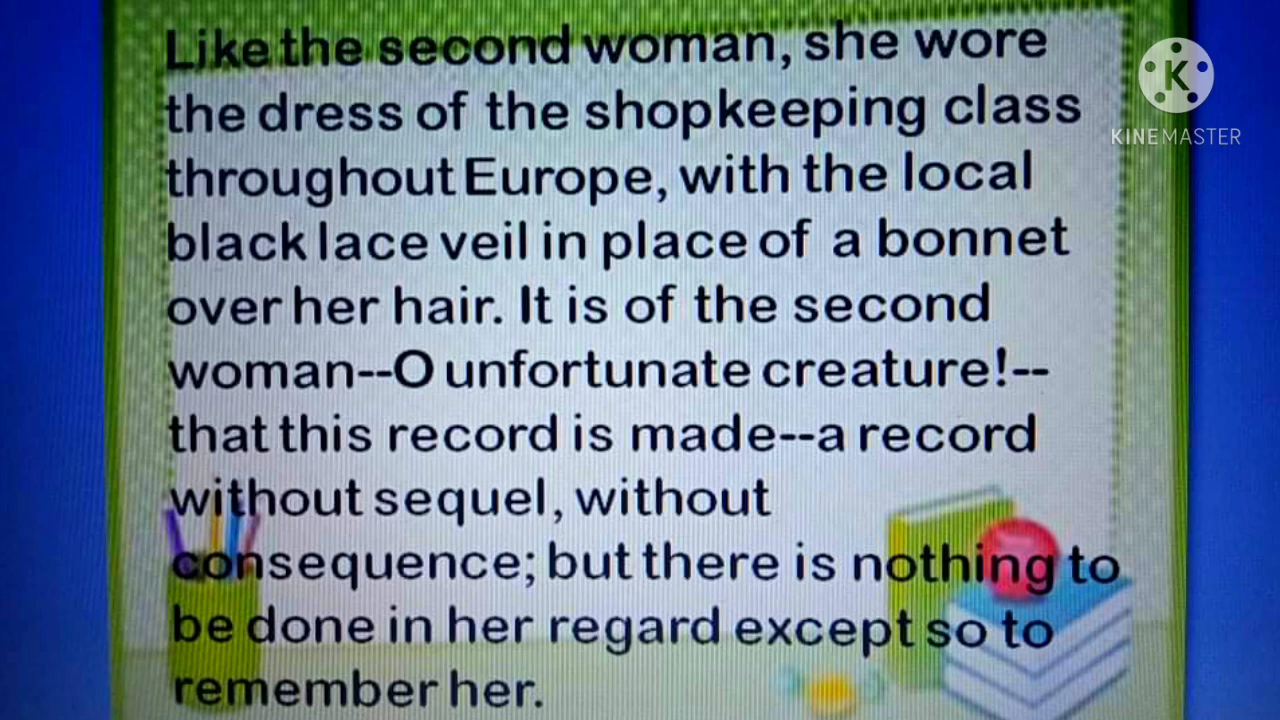 Like the second woman, she wore
the dress of the shopkeeping class
throughout Europe, with the local
black lace veil in place of a bonnet
over her hair. It is of the second
woman--O unfortunate creature!--
that this record is made--a record
without sequel, without
consequence; but there is nothing to
be done in her regard except so to
remember her.
K
KINEMASTER